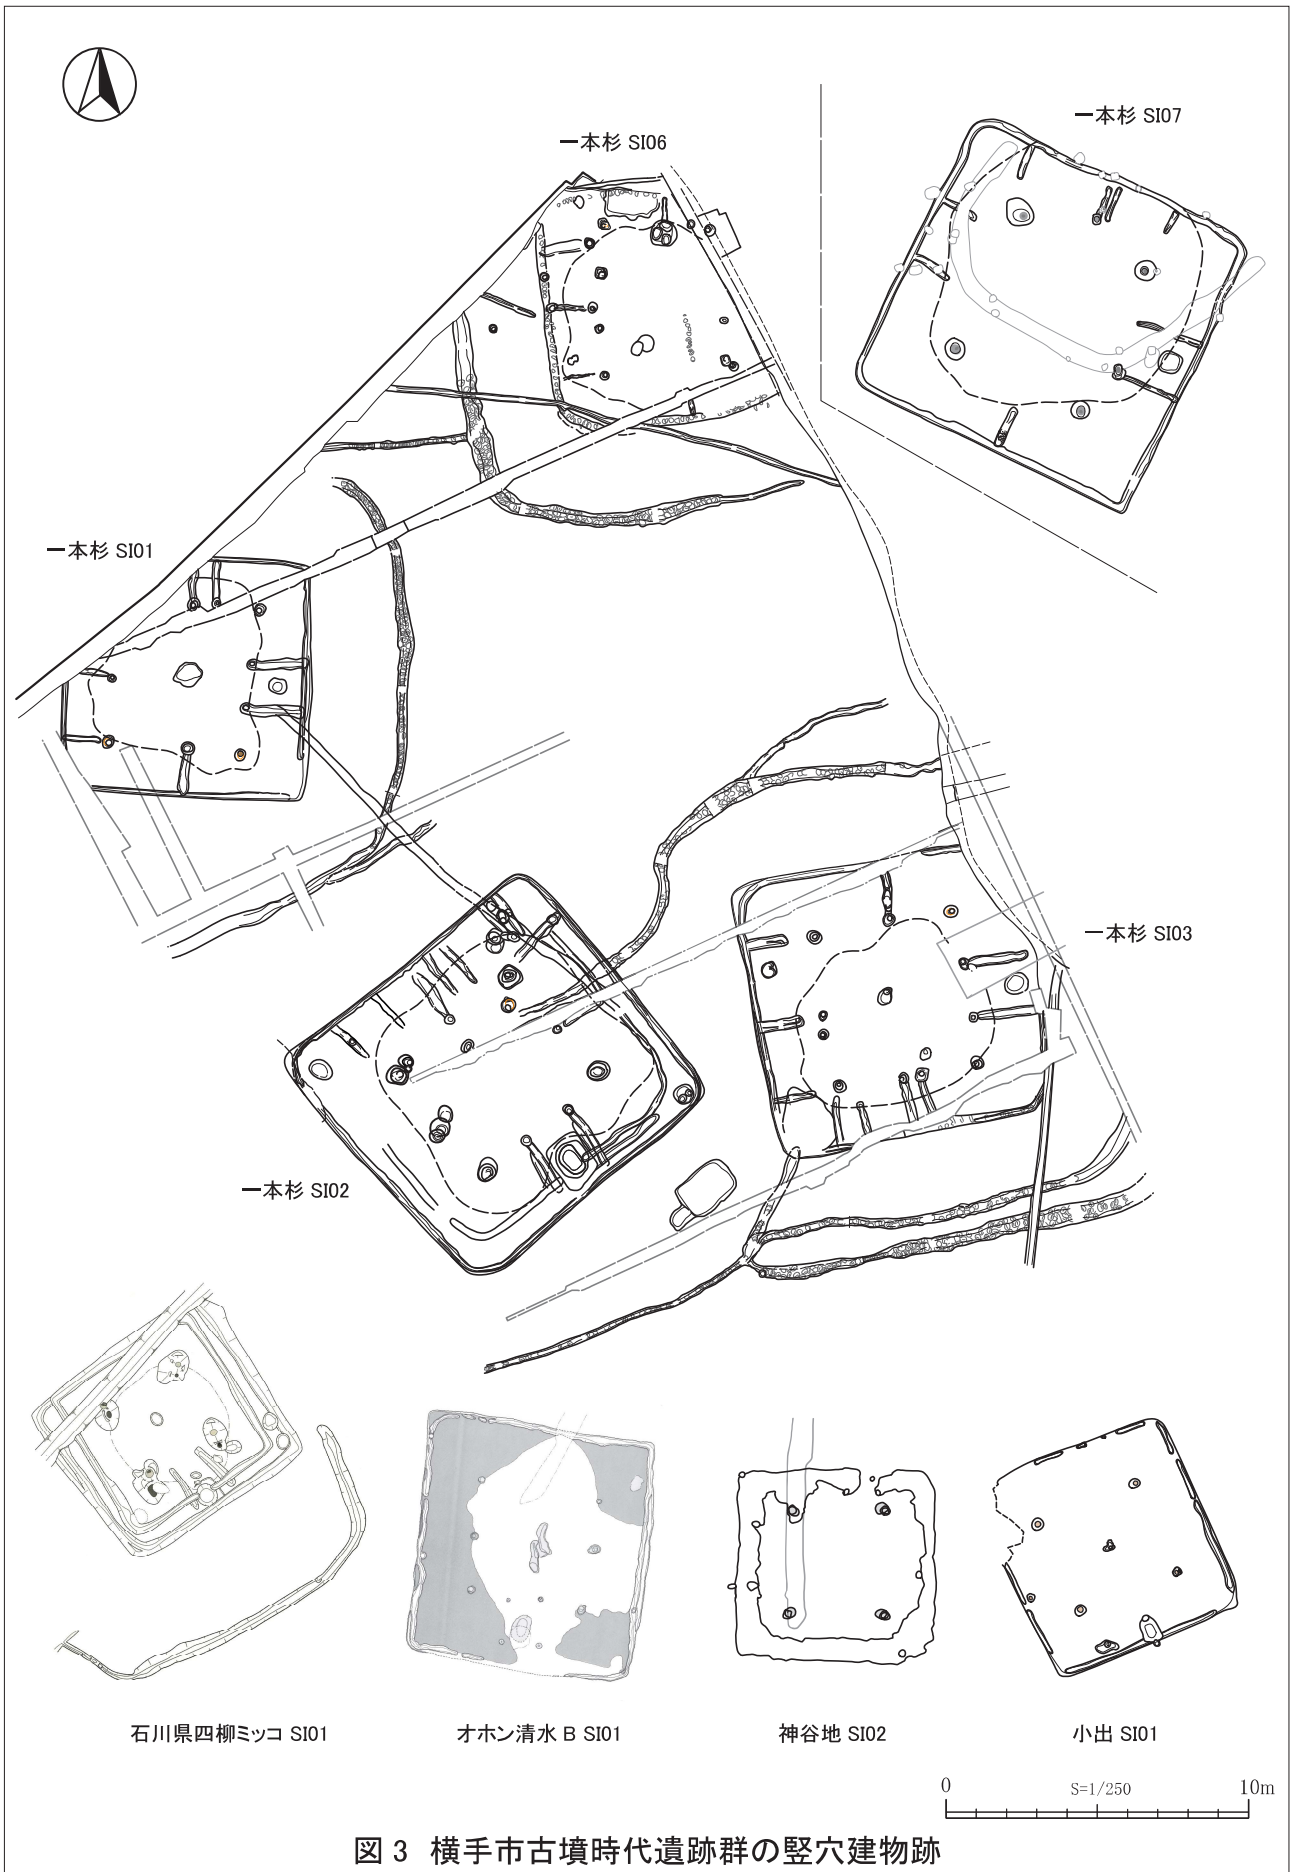 一本杉 SI06
一本杉 SI07
一本杉 SI01
一本杉 SI03
一本杉 SI02
石川県四柳ミッコ SI01
オホン清水 B SI01
神谷地 SI02
小出 SI01
0 S=1/250 10m
図 3 横手市古墳時代遺跡群の竪穴建物跡